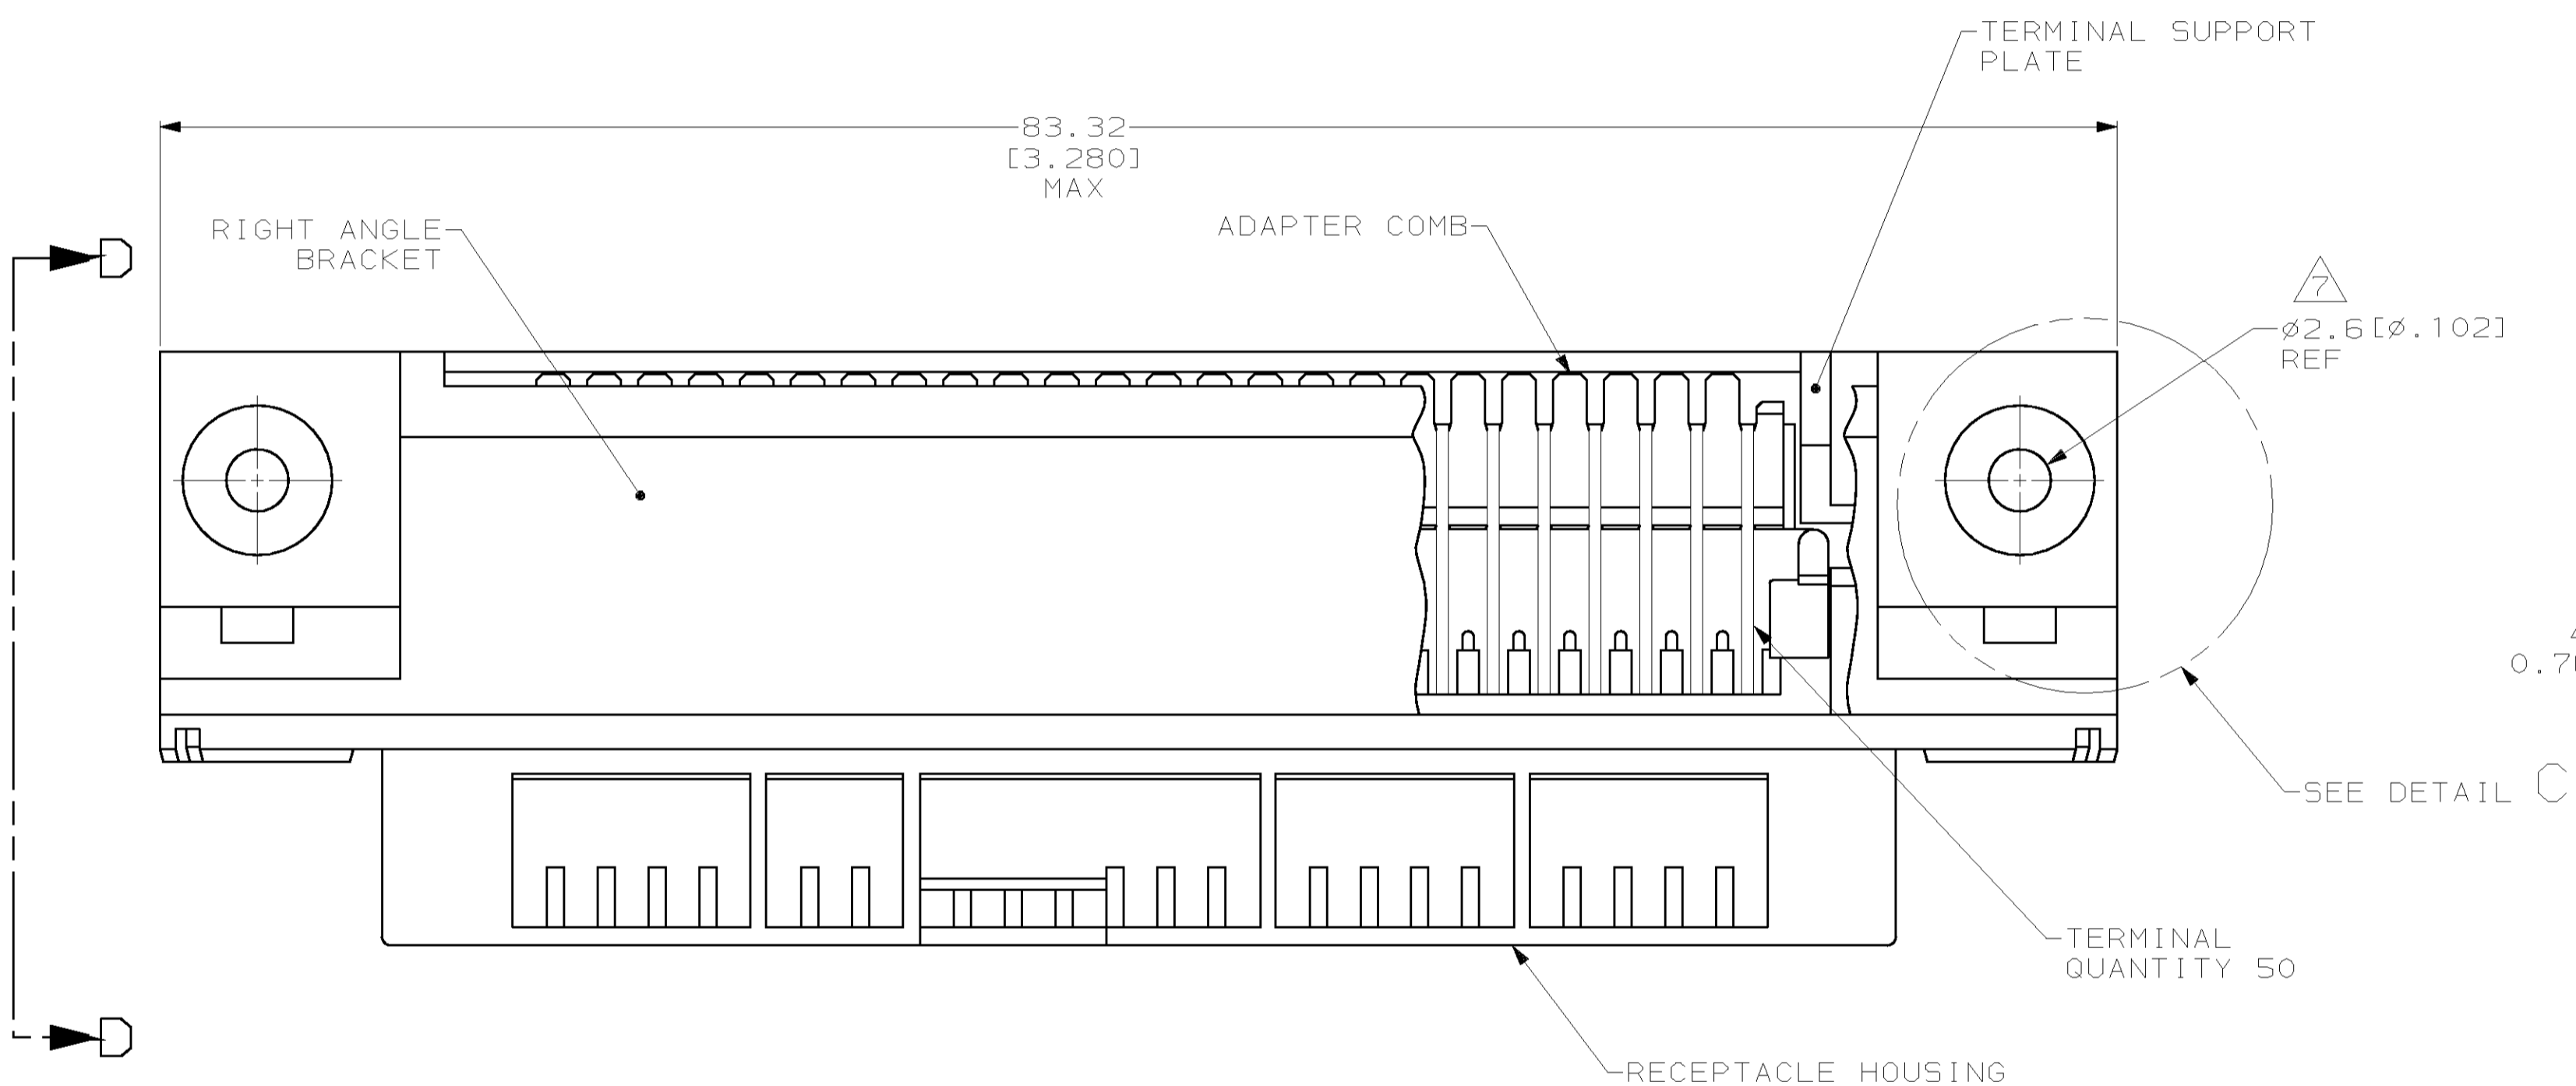 TERMINAL SUPPORT
PLATE
83.32
[3.280]
MAX
RIGHT ANGLE
BRACKET
ADAPTER COMB
D
7
Ø2.6[Ø.102]
REF
SEE DETAIL C
TERMINAL
QUANTITY 50
D
RECEPTACLE HOUSING